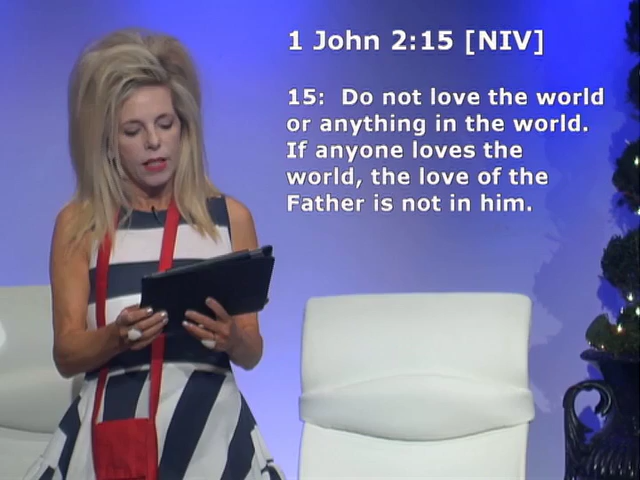 1 John 2:15 [NIV]
15: Do not love the world
or anything in the world.
If anyone loves the
world, the love of the
Father is not in him.